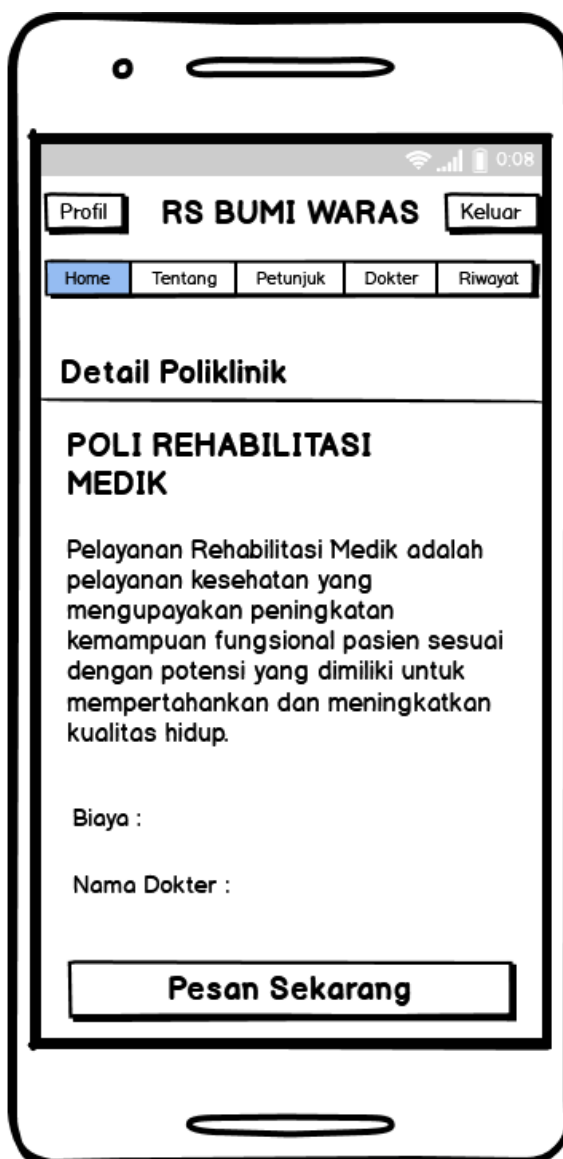 0:08
Profil
RS BUMI WARAS
Keluar
Home
Tentang
Petunjuk
Dokter
Riwayat
Detail Poliklinik
POLI REHABILITASI
MEDIK
Pelayanan Rehabilitasi Medik adalah
pelayanan kesehatan yang
mengupayakan peningkatan
kemampuan fungsional pasien sesuai
dengan potensi yang dimiliki untuk
mempertahankan dan meningkatkan
kualitas hidup.
Biaya :
Nama Dokter :
Pesan Sekarang